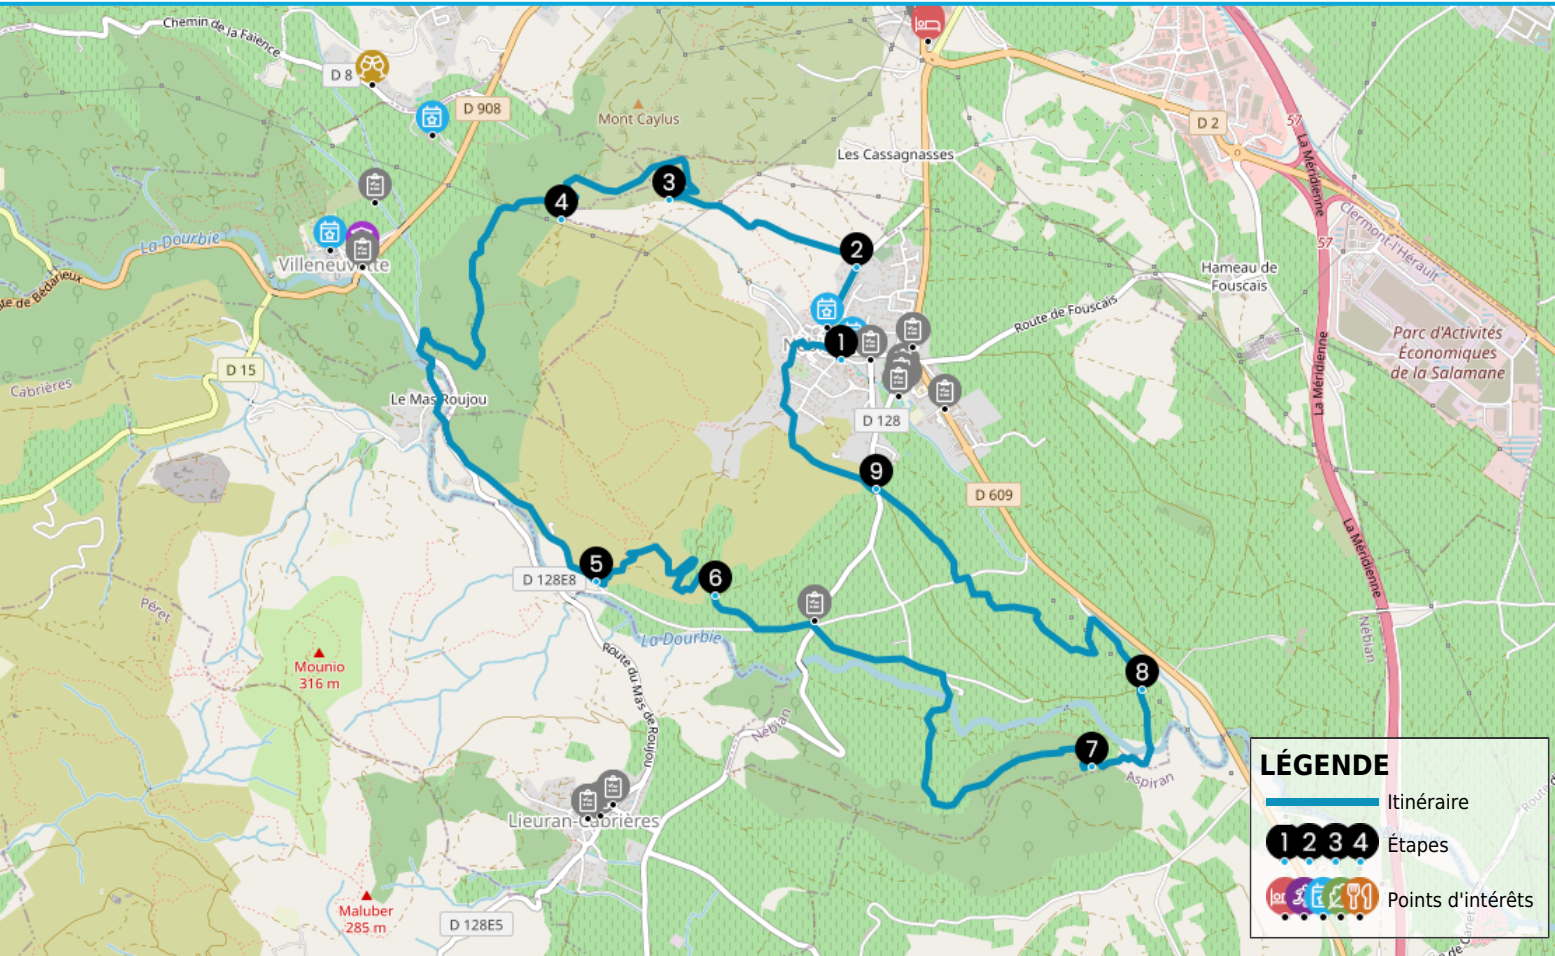 Chemin de la Faïence
D 8
D 908
Mont Caylus
Les Cassagnasses
D 2
57
La Méridienne
Clermont-l'Hérault
57
3
4
2
La Dourbie
Villeneuvette
Hameau de
Fouscais
Route de Fouscais
La Méridienne
Parc d'Activités
Économiques
de la Salamane
1
D 15
Cabrières
Le Mas Roujou
D 128
9
D 609
La Méridienne
5
6
D 128E8
Péret
La Dourbie
Nébian
Mounio
316 m
Route du Mas de Roujou
8
Nébian
7
Aspiran
Lieuran-Cabrières
Maluber
285 m
D 128E5
LÉGENDE
Itinéraire
1 2 3 4
Étapes
Points d'intérêts